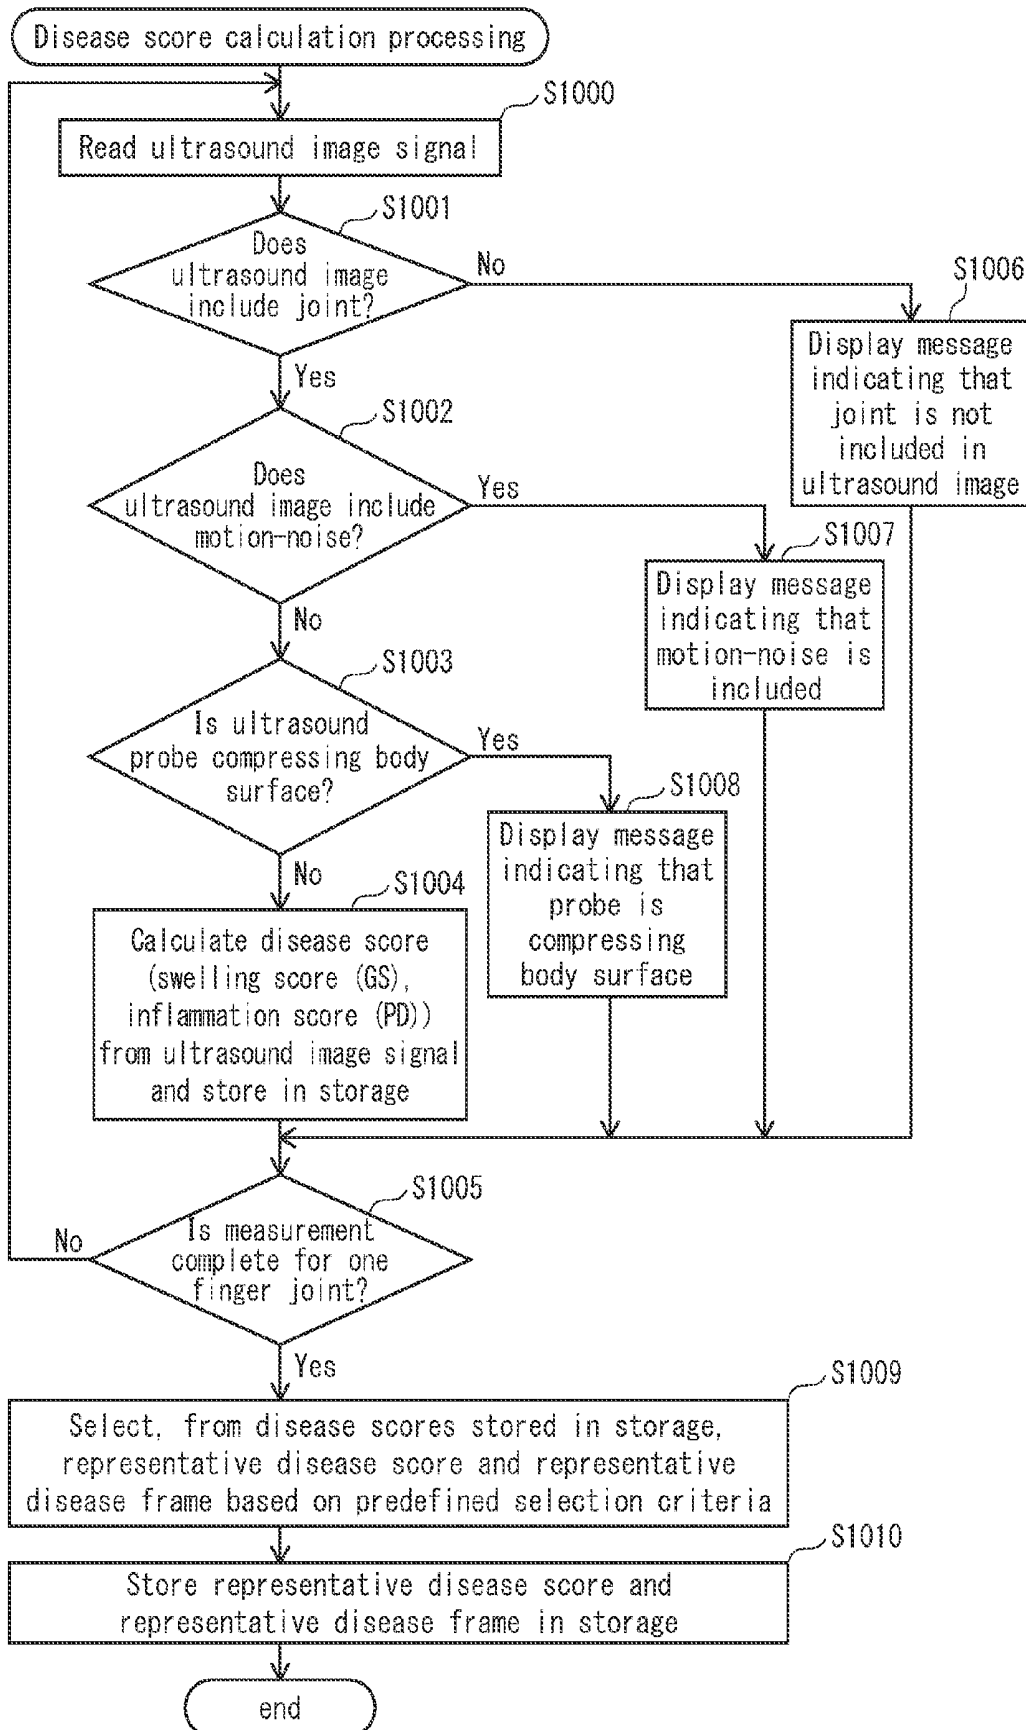 Disease score calculation processing
S1000
Read ultrasound image signal
S1001
Does
ultrasound image
include joint?
No
Yes
S1006
Display message
indicating that
joint is not
included in
ultrasound image
S1002
Does
ultrasound image include
motion-noise?
Yes
No
S1007
Display message
indicating that
motion-noise is
included
S1003
Is ultrasound
probe compressing body
surface?
Yes
No
S1008
Display message
indicating that
probe is
compressing
body surface
S1004
Calculate disease score
(swelling score (GS),
inflammation score (PD))
from ultrasound image signal
and store in storage
S1005
Is measurement
complete for one
finger joint?
No
Yes
S1009
Select, from disease scores stored in storage,
representative disease score and representative
disease frame based on predefined selection criteria
S1010
Store representative disease score and
representative disease frame in storage
end